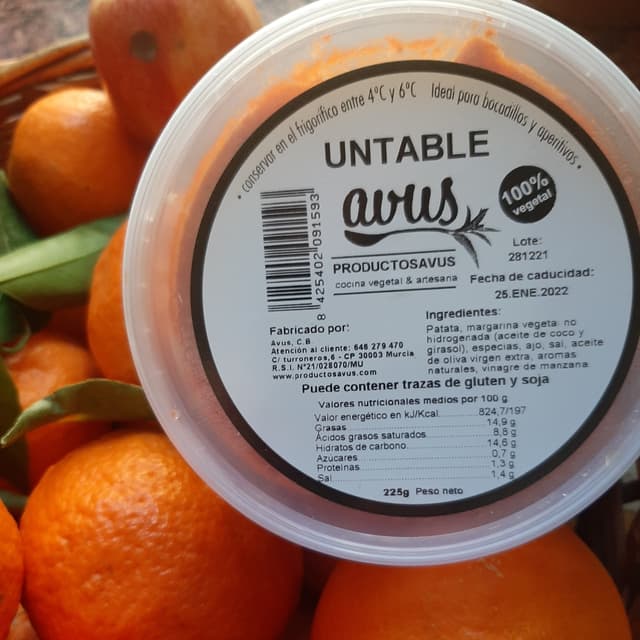 • conservar en el frigorífico entre 4ºC y 6ºC Ideal para bocadillos y aperitivos •
UNTABLE
avus
100%
vegetal
PRODUCTOSAVUS
cocina vegetal & artesana
8 425402 091593
Lote:
281221
Fecha de caducidad:
25.ENE.2022
Fabricado por:
Avus, C.B
Atención al cliente: 646 279 470
C/ turroneros,6 - CP 30003 Murcia
R.S.I. Nº21/028070/MU
www.productosavus.com
Ingredientes:
Patata, margarina vegetal no
hidrogenada (aceite de coco y
girasol), especias, ajo, sal, aceite
de oliva virgen extra, aromas
naturales, vinagre de manzana.
Puede contener trazas de gluten y soja
Valores nutricionales medios por 100 g
Valor energético en kJ/Kcal 824,7/197
Grasas 14,9 g
Ácidos grasos saturados 8,8 g
Hidratos de carbono 14,6 g
Azúcares 0,7 g
Proteinas 1,3 g
Sal 1,4 g
225g Peso neto